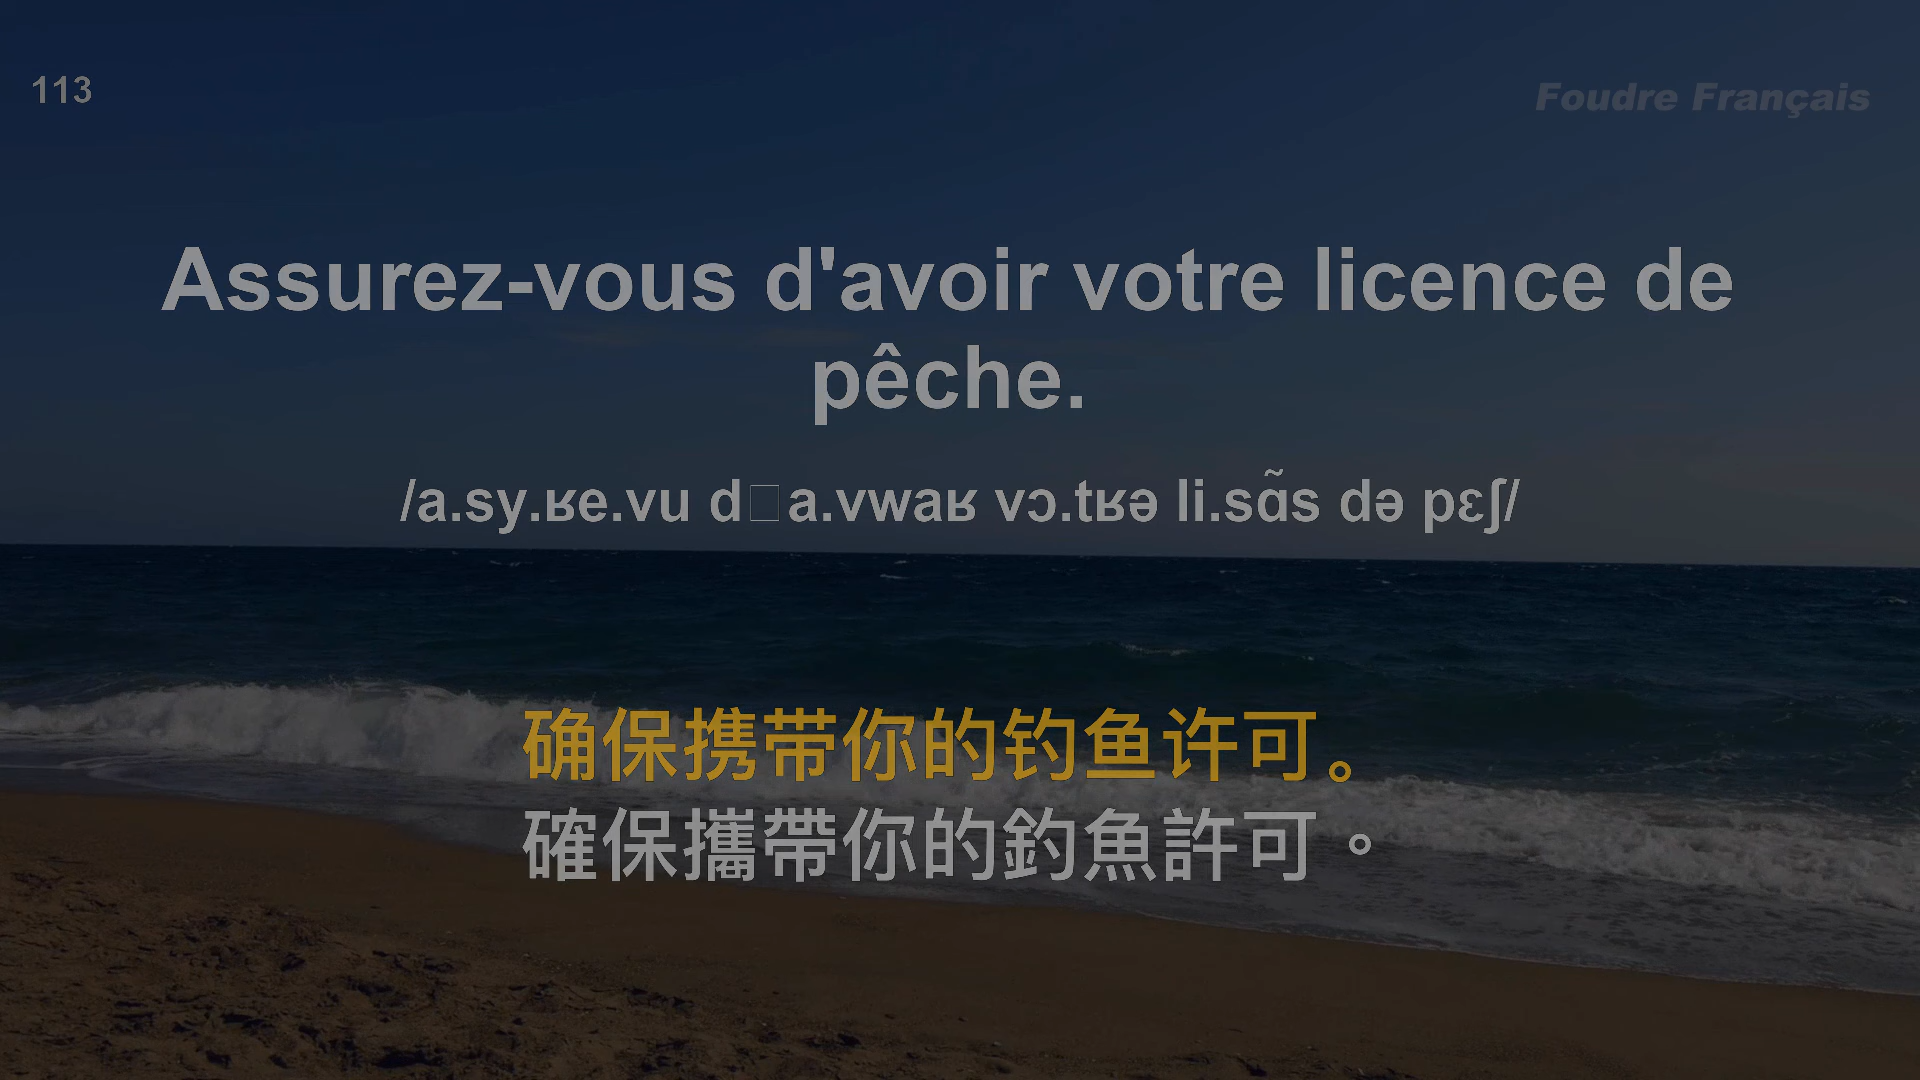 113
Foudre Français
Assurez-vous d'avoir votre licence de
pêche.
/a.sy.ʁe.vu d□a.vwaʁ vɔ.tʁə li.sɑ̃s də pɛʃ/
确保携带你的钓鱼许可。
確保攜帶你的釣魚許可。